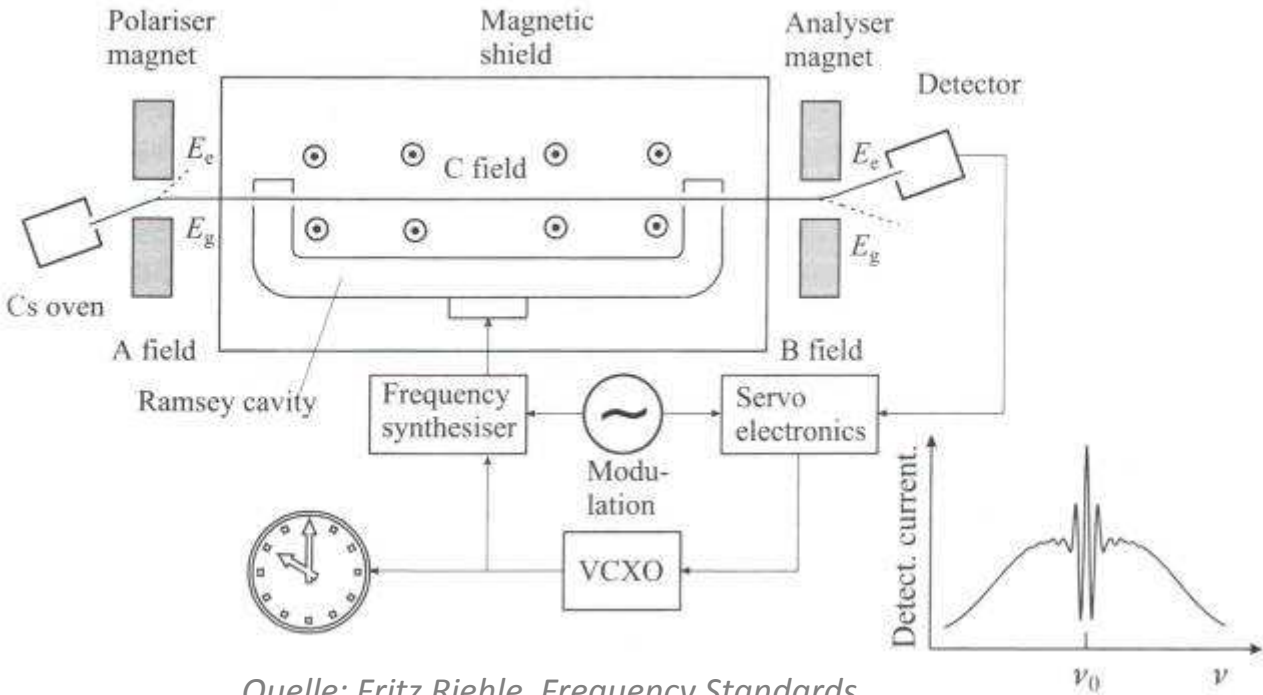 Polariser
magnet
Magnetic
shield
Analyser
magnet
Detector
E_e
C field
E_e
E_g
E_g
Cs oven
A field
B field
Ramsey cavity
Frequency
synthesiser
~
Servo
electronics
Modu-
lation
VCXO
Detect. current.
ν_0
ν
Quelle: Fritz Riehle, Frequency Standards